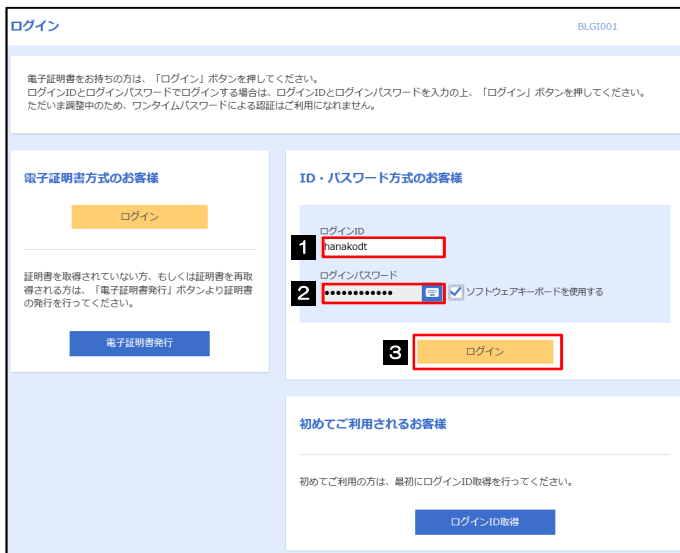 ログイン
BLGI001
電子証明書をお持ちの方は、「ログイン」ボタンを押してください。
ログインIDとログインパスワードでログインする場合は、ログインIDとログインパスワードを入力の上、「ログイン」ボタンを押してください。
ただいま調整中のため、ワンタイムパスワードによる認証はご利用になれません。
電子証明書方式のお客様
ログイン
証明書を取得されていない方、もしくは証明書を再取
得される方は、「電子証明書発行」ボタンより証明書
の発行を行ってください。
電子証明書発行
ID・パスワード方式のお客様
ログインID
1
hanakodt
ログインパスワード
2
●●●●●●●●●●●●
ソフトウェアキーボードを使用する
3
ログイン
初めてご利用されるお客様
初めてご利用の方は、最初にログインID取得を行ってください。
ログインID取得